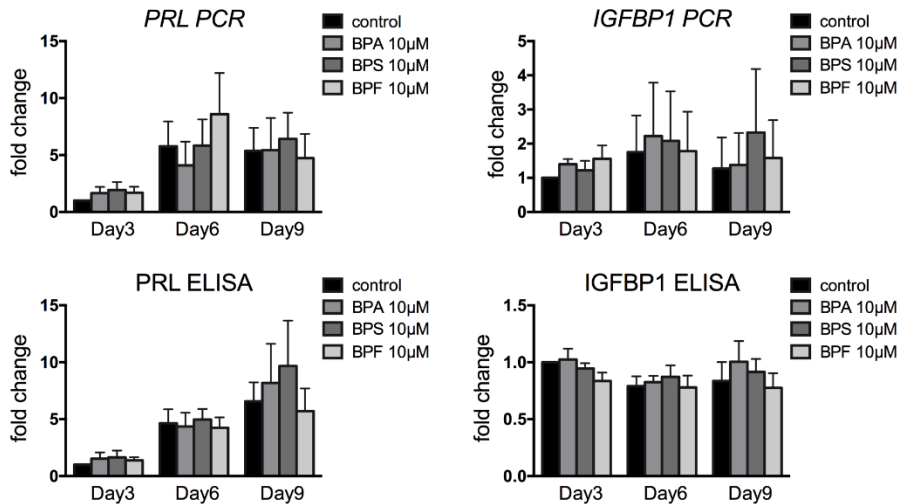 PRL PCR
fold change
15
10
5
0
Day3 Day6 Day9
control
BPA 10μM
BPS 10μM
BPF 10μM
IGFBP1 PCR
fold change
5
4
3
2
1
0
Day3 Day6 Day9
control
BPA 10μM
BPS 10μM
BPF 10μM
PRL ELISA
fold change
15
10
5
0
Day3 Day6 Day9
control
BPA 10μM
BPS 10μM
BPF 10μM
IGFBP1 ELISA
fold change
1.5
1.0
0.5
0.0
Day3 Day6 Day9
control
BPA 10μM
BPS 10μM
BPF 10μM